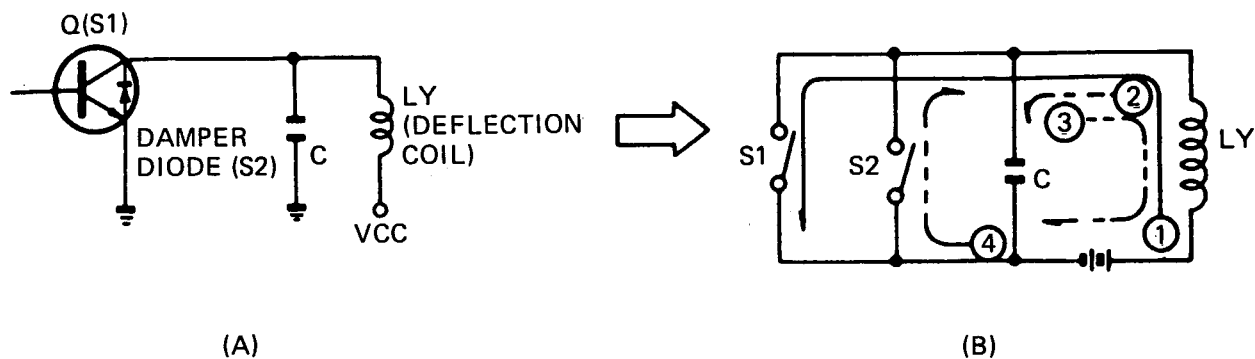 Q(S1)
DAMPER
DIODE (S2)
C
LY
(DEFLECTION
COIL)
VCC
(A)
S1
S2
C
LY
1
2
3
4
(B)